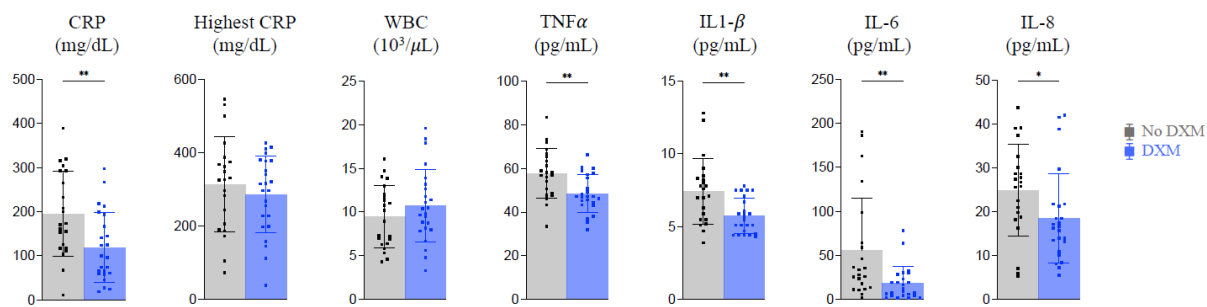 CRP
(mg/dL)
Highest CRP
(mg/dL)
WBC
(10³/μL)
TNFα
(pg/mL)
IL1-β
(pg/mL)
IL-6
(pg/mL)
IL-8
(pg/mL)
500
400
300
200
100
0
**
600
400
200
0
25
20
15
10
5
0
100
80
60
40
20
0
**
15
10
5
0
**
250
200
150
100
50
0
**
50
40
30
20
10
0
*
No DXM
DXM